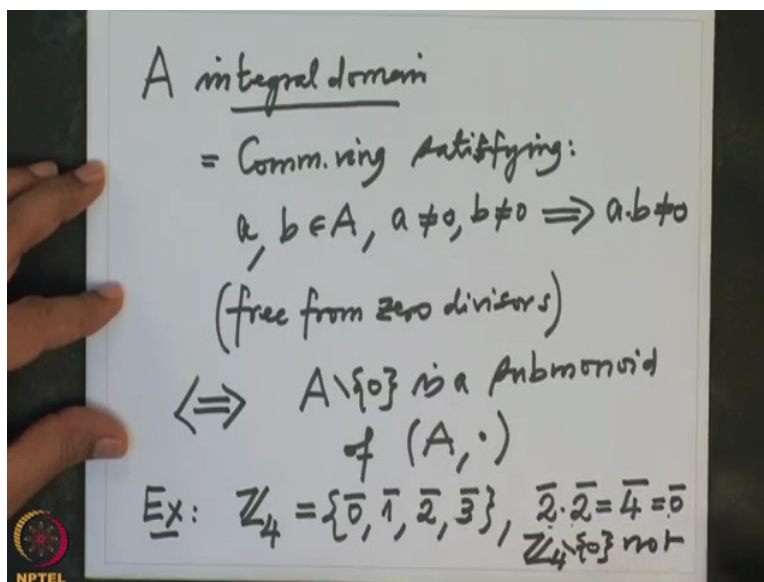 A integral domain
= Comm. ring satisfying:
a, b ∈ A, a ≠ 0, b ≠ 0 ⟹ a·b ≠ 0
(free from zero divisors)
⟺ A\{0} is a submonoid
of (A, ·)
Ex: ℤ₄ = {0̄, 1̄, 2̄, 3̄}, 2̄·2̄ = 4̄ = 0̄
ℤ₄\{0} not
NPTEL